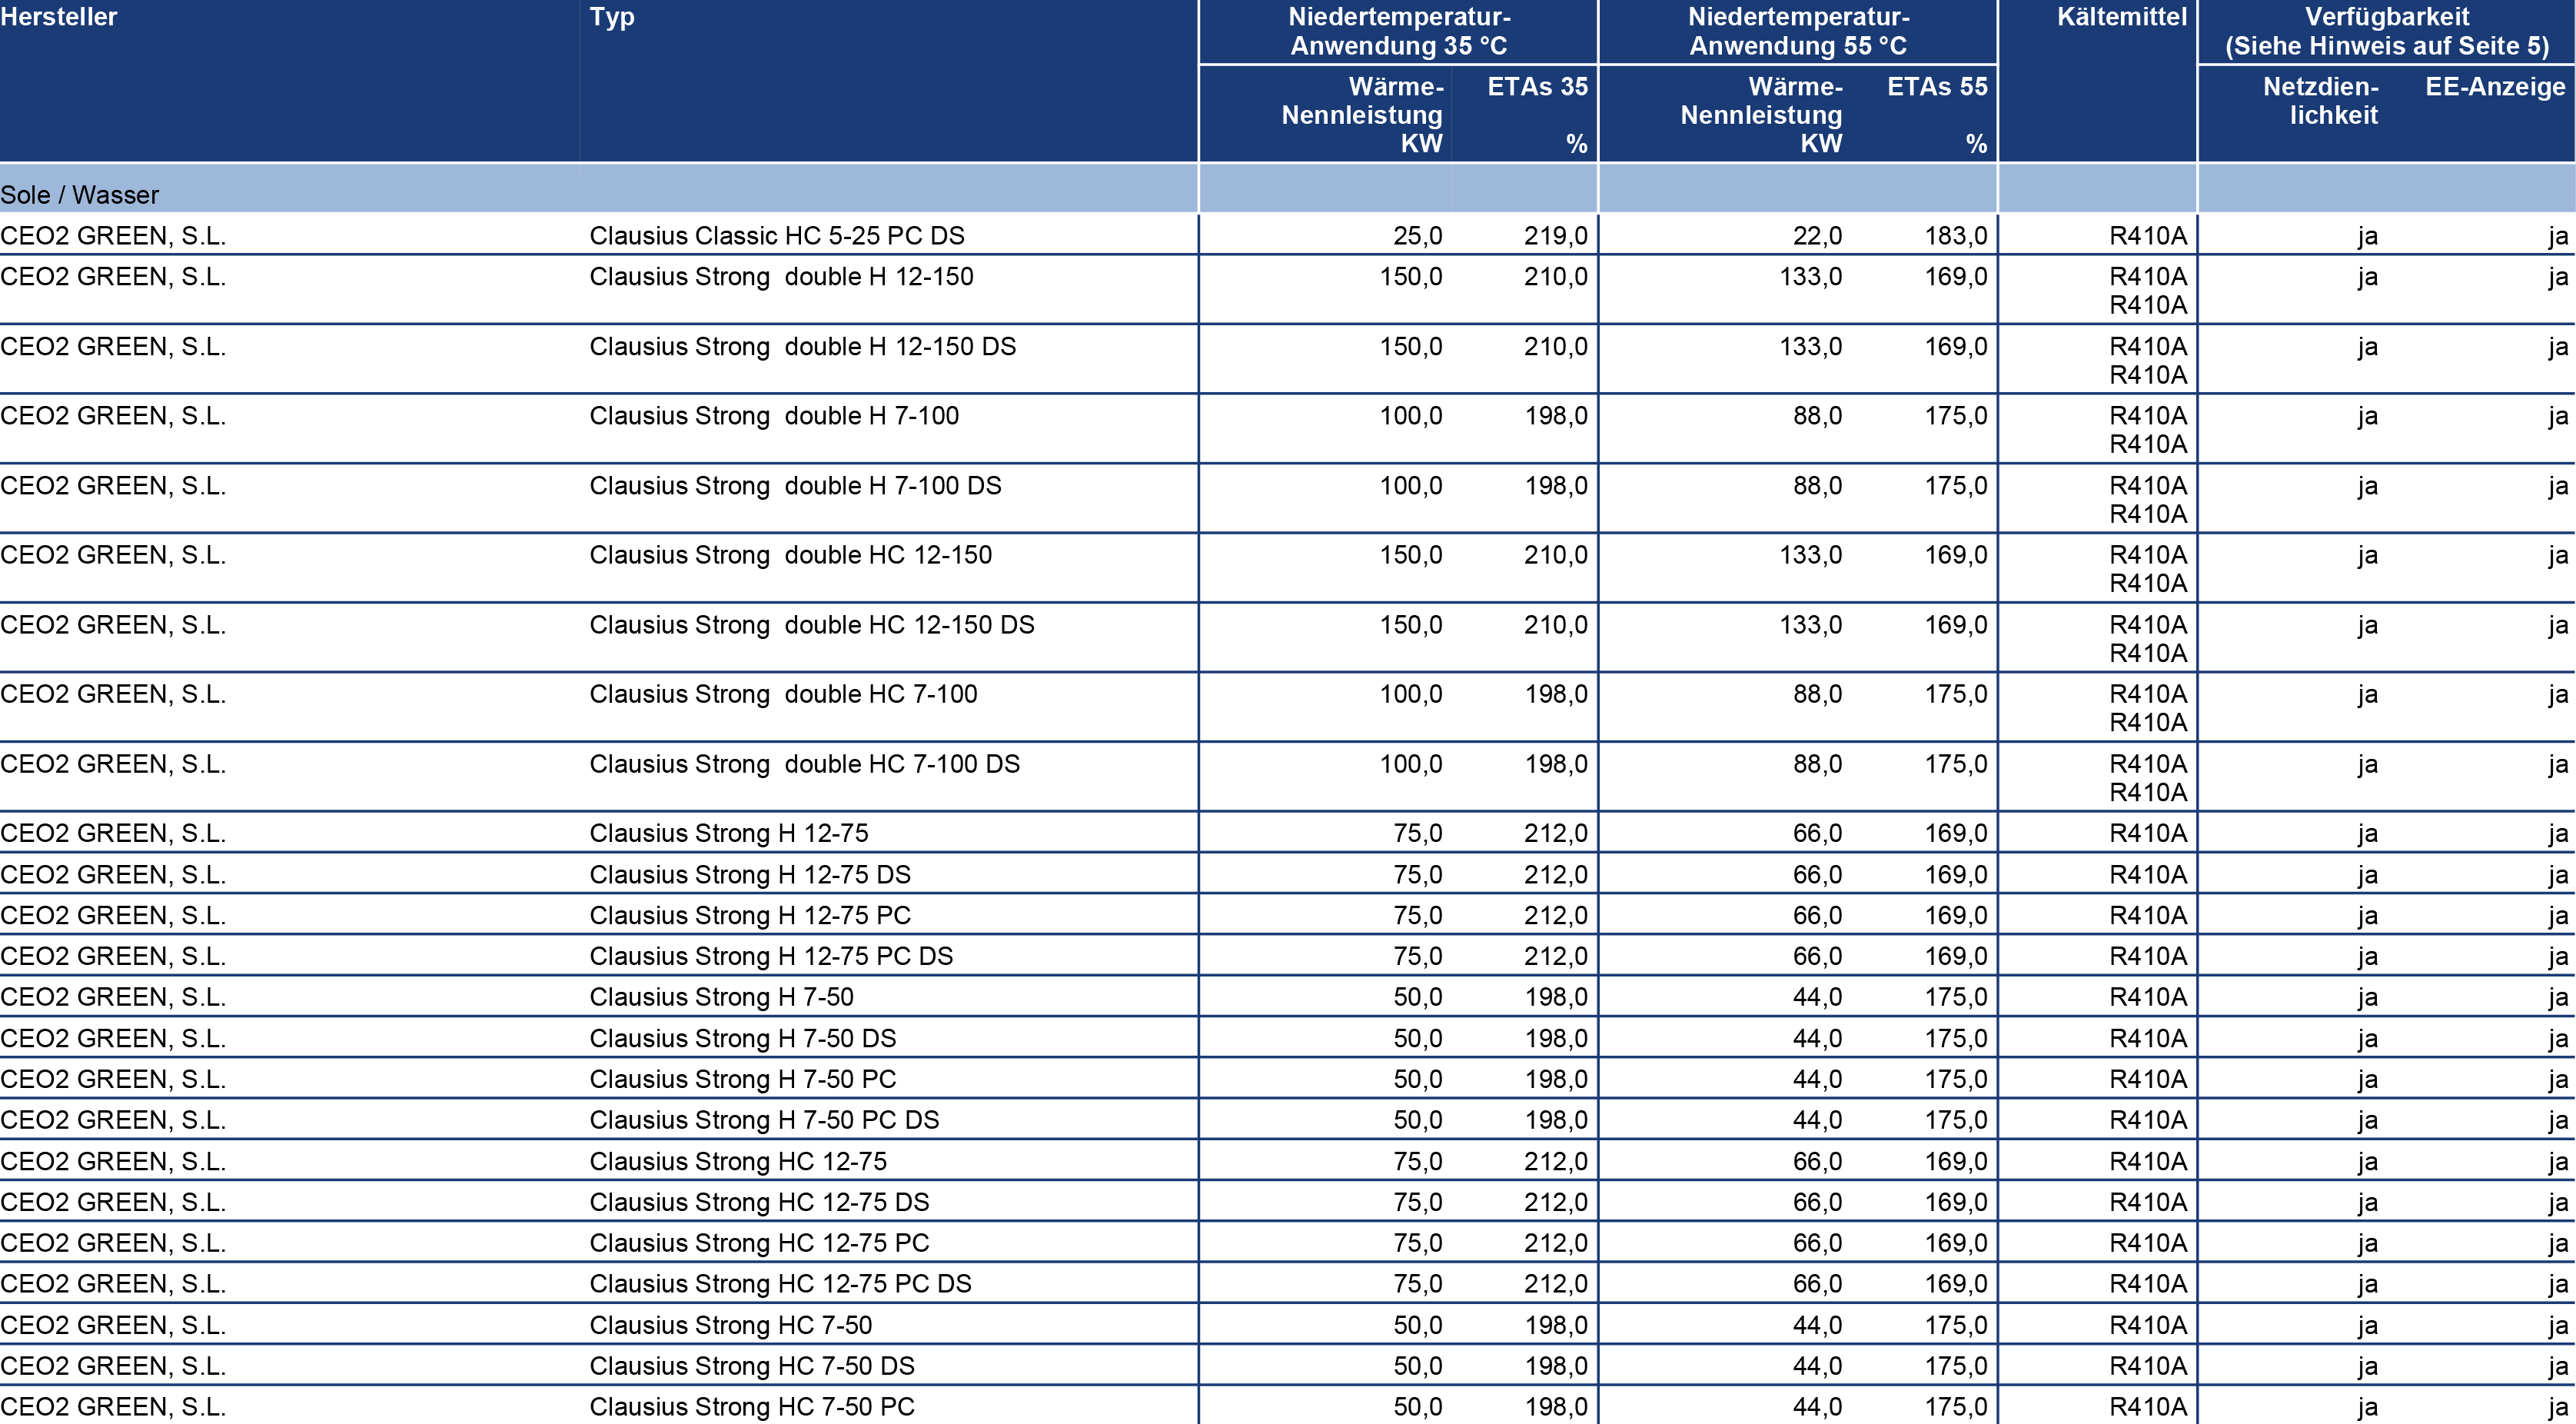 Hersteller Typ Niedertemperatur- Niedertemperatur- Kältemittel Verfügbarkeit
Anwendung 35 °C Anwendung 55 °C (Siehe Hinweis auf Seite 5)
Wärme- ETAs 35 Wärme- ETAs 55 Netzdien- EE-Anzeige
Nennleistung Nennleistung lichkeit
KW % KW %
Sole / Wasser
CEO2 GREEN, S.L. Clausius Classic HC 5-25 PC DS 25,0 219,0 22,0 183,0 R410A ja ja
CEO2 GREEN, S.L. Clausius Strong  double H 12-150 150,0 210,0 133,0 169,0 R410A ja ja
R410A
CEO2 GREEN, S.L. Clausius Strong  double H 12-150 DS 150,0 210,0 133,0 169,0 R410A ja ja
R410A
CEO2 GREEN, S.L. Clausius Strong  double H 7-100 100,0 198,0 88,0 175,0 R410A ja ja
R410A
CEO2 GREEN, S.L. Clausius Strong  double H 7-100 DS 100,0 198,0 88,0 175,0 R410A ja ja
R410A
CEO2 GREEN, S.L. Clausius Strong  double HC 12-150 150,0 210,0 133,0 169,0 R410A ja ja
R410A
CEO2 GREEN, S.L. Clausius Strong  double HC 12-150 DS 150,0 210,0 133,0 169,0 R410A ja ja
R410A
CEO2 GREEN, S.L. Clausius Strong  double HC 7-100 100,0 198,0 88,0 175,0 R410A ja ja
R410A
CEO2 GREEN, S.L. Clausius Strong  double HC 7-100 DS 100,0 198,0 88,0 175,0 R410A ja ja
R410A
CEO2 GREEN, S.L. Clausius Strong H 12-75 75,0 212,0 66,0 169,0 R410A ja ja
CEO2 GREEN, S.L. Clausius Strong H 12-75 DS 75,0 212,0 66,0 169,0 R410A ja ja
CEO2 GREEN, S.L. Clausius Strong H 12-75 PC 75,0 212,0 66,0 169,0 R410A ja ja
CEO2 GREEN, S.L. Clausius Strong H 12-75 PC DS 75,0 212,0 66,0 169,0 R410A ja ja
CEO2 GREEN, S.L. Clausius Strong H 7-50 50,0 198,0 44,0 175,0 R410A ja ja
CEO2 GREEN, S.L. Clausius Strong H 7-50 DS 50,0 198,0 44,0 175,0 R410A ja ja
CEO2 GREEN, S.L. Clausius Strong H 7-50 PC 50,0 198,0 44,0 175,0 R410A ja ja
CEO2 GREEN, S.L. Clausius Strong H 7-50 PC DS 50,0 198,0 44,0 175,0 R410A ja ja
CEO2 GREEN, S.L. Clausius Strong HC 12-75 75,0 212,0 66,0 169,0 R410A ja ja
CEO2 GREEN, S.L. Clausius Strong HC 12-75 DS 75,0 212,0 66,0 169,0 R410A ja ja
CEO2 GREEN, S.L. Clausius Strong HC 12-75 PC 75,0 212,0 66,0 169,0 R410A ja ja
CEO2 GREEN, S.L. Clausius Strong HC 12-75 PC DS 75,0 212,0 66,0 169,0 R410A ja ja
CEO2 GREEN, S.L. Clausius Strong HC 7-50 50,0 198,0 44,0 175,0 R410A ja ja
CEO2 GREEN, S.L. Clausius Strong HC 7-50 DS 50,0 198,0 44,0 175,0 R410A ja ja
CEO2 GREEN, S.L. Clausius Strong HC 7-50 PC 50,0 198,0 44,0 175,0 R410A ja ja